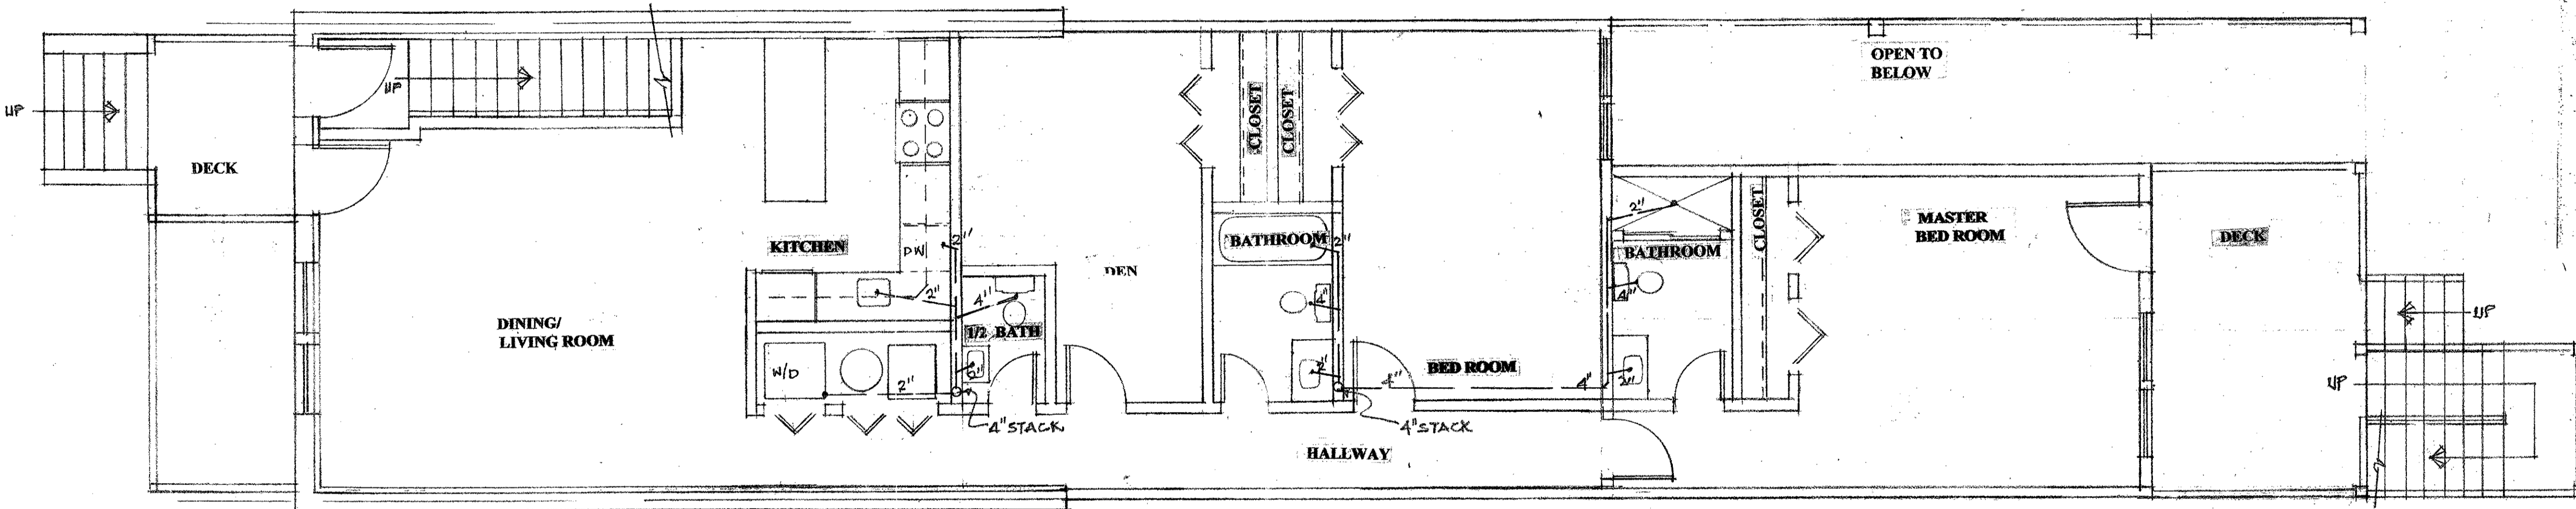 UP
DECK
UP
DINING/
LIVING ROOM
KITCHEN
DW
2"
2"
4"
1/2 BATH
W/D
2"
2"
4" STACK
DEN
CLOSET
CLOSET
BATHROOM
2"
4"
2"
4" STACK
4"
BED ROOM
4"
HALLWAY
2"
BATHROOM
4"
2"
CLOSET
OPEN TO
BELOW
MASTER
BED ROOM
DECK
UP
UP